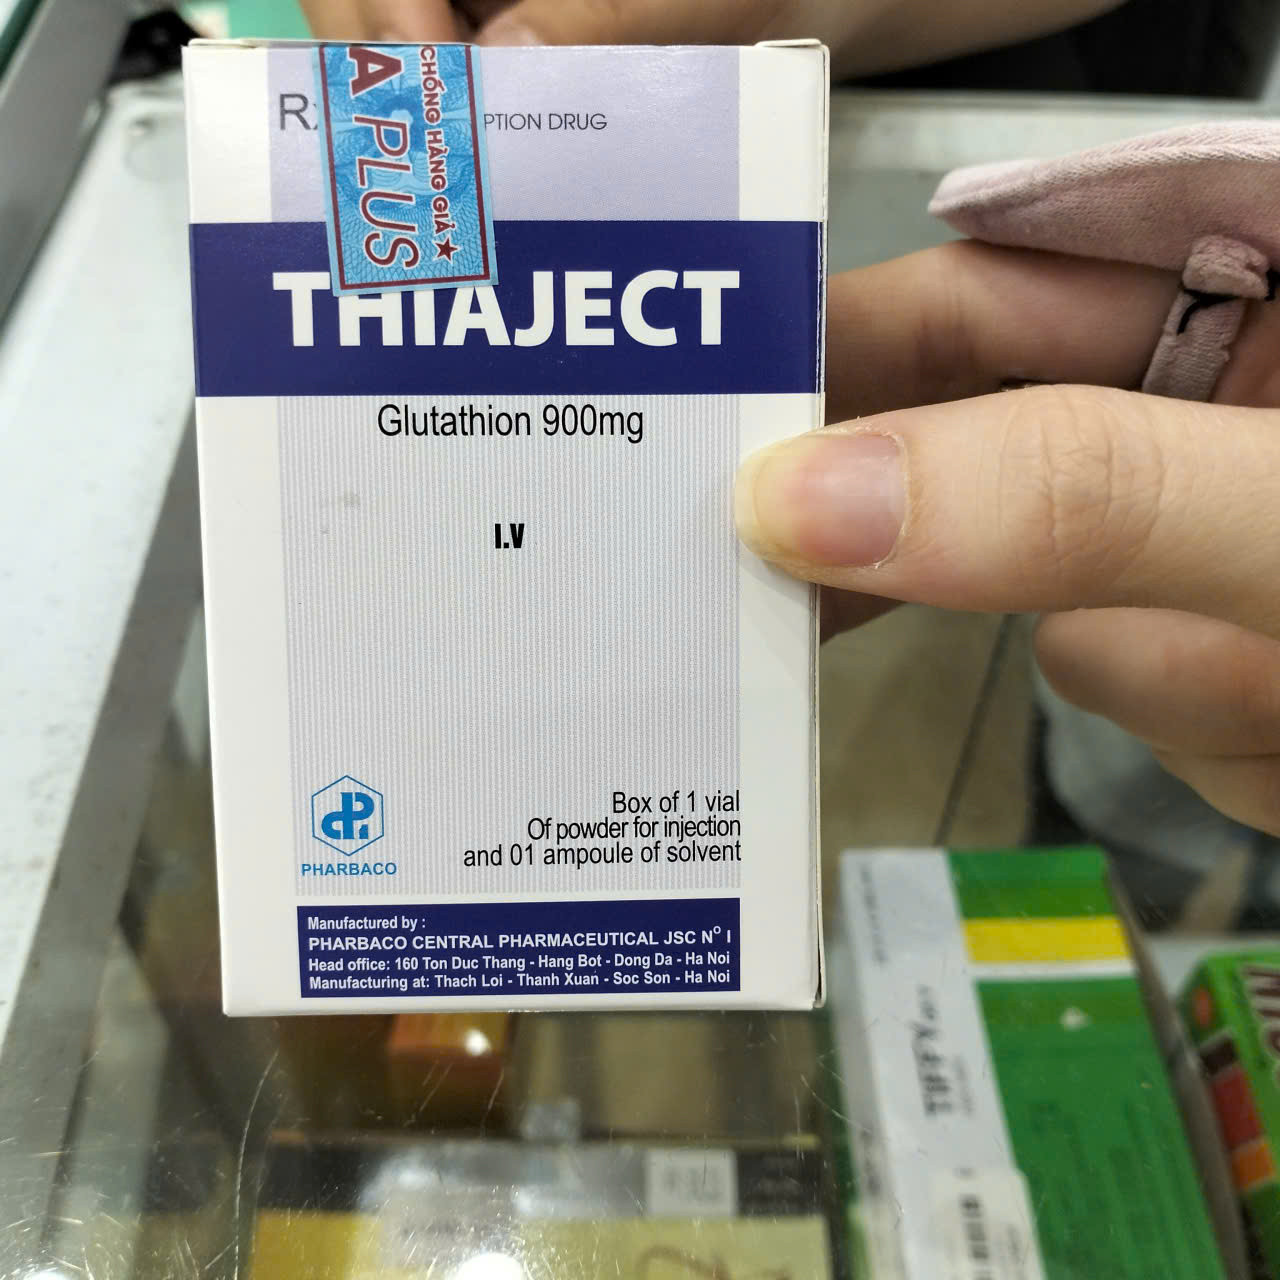 CHỐNG HÀNG GIẢ
A PLUS
PTION DRUG
THIAJECT
Glutathion 900mg
I.V
Box of 1 vial
Of powder for injection
and 01 ampoule of solvent
PHARBACO
Manufactured by :
PHARBACO CENTRAL PHARMACEUTICAL JSC Nº I
Head office: 160 Ton Duc Thang - Hang Bot - Dong Da - Ha Noi
Manufacturing at: Thach Loi - Thanh Xuan - Soc Son - Ha Noi
TIFFY